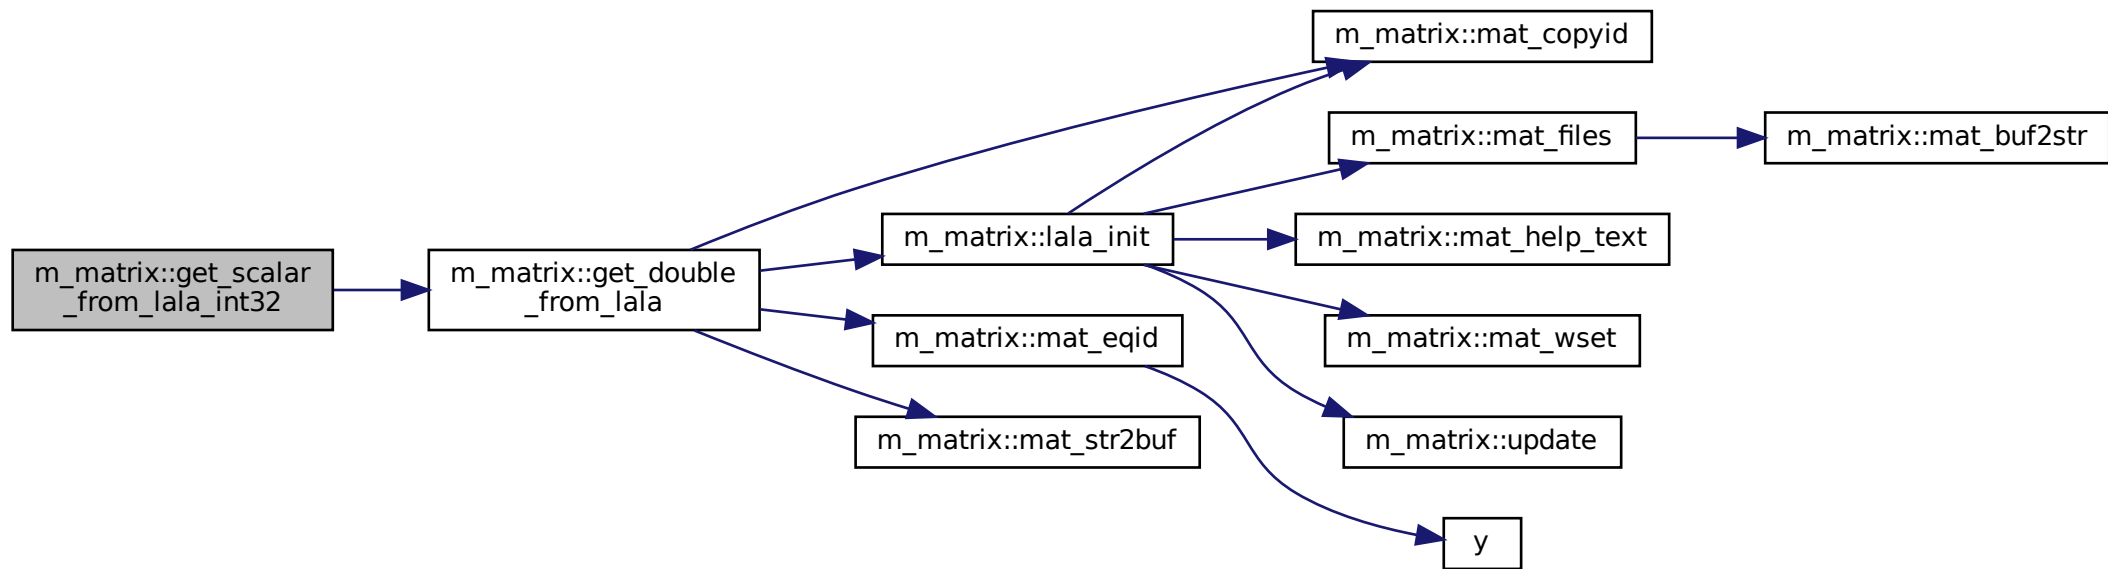 m_matrix::get_scalar
_from_lala_int32
m_matrix::get_double
_from_lala
m_matrix::mat_copyid
m_matrix::lala_init
m_matrix::mat_files
m_matrix::mat_buf2str
m_matrix::mat_help_text
m_matrix::mat_wset
m_matrix::update
m_matrix::mat_eqid
y
m_matrix::mat_str2buf